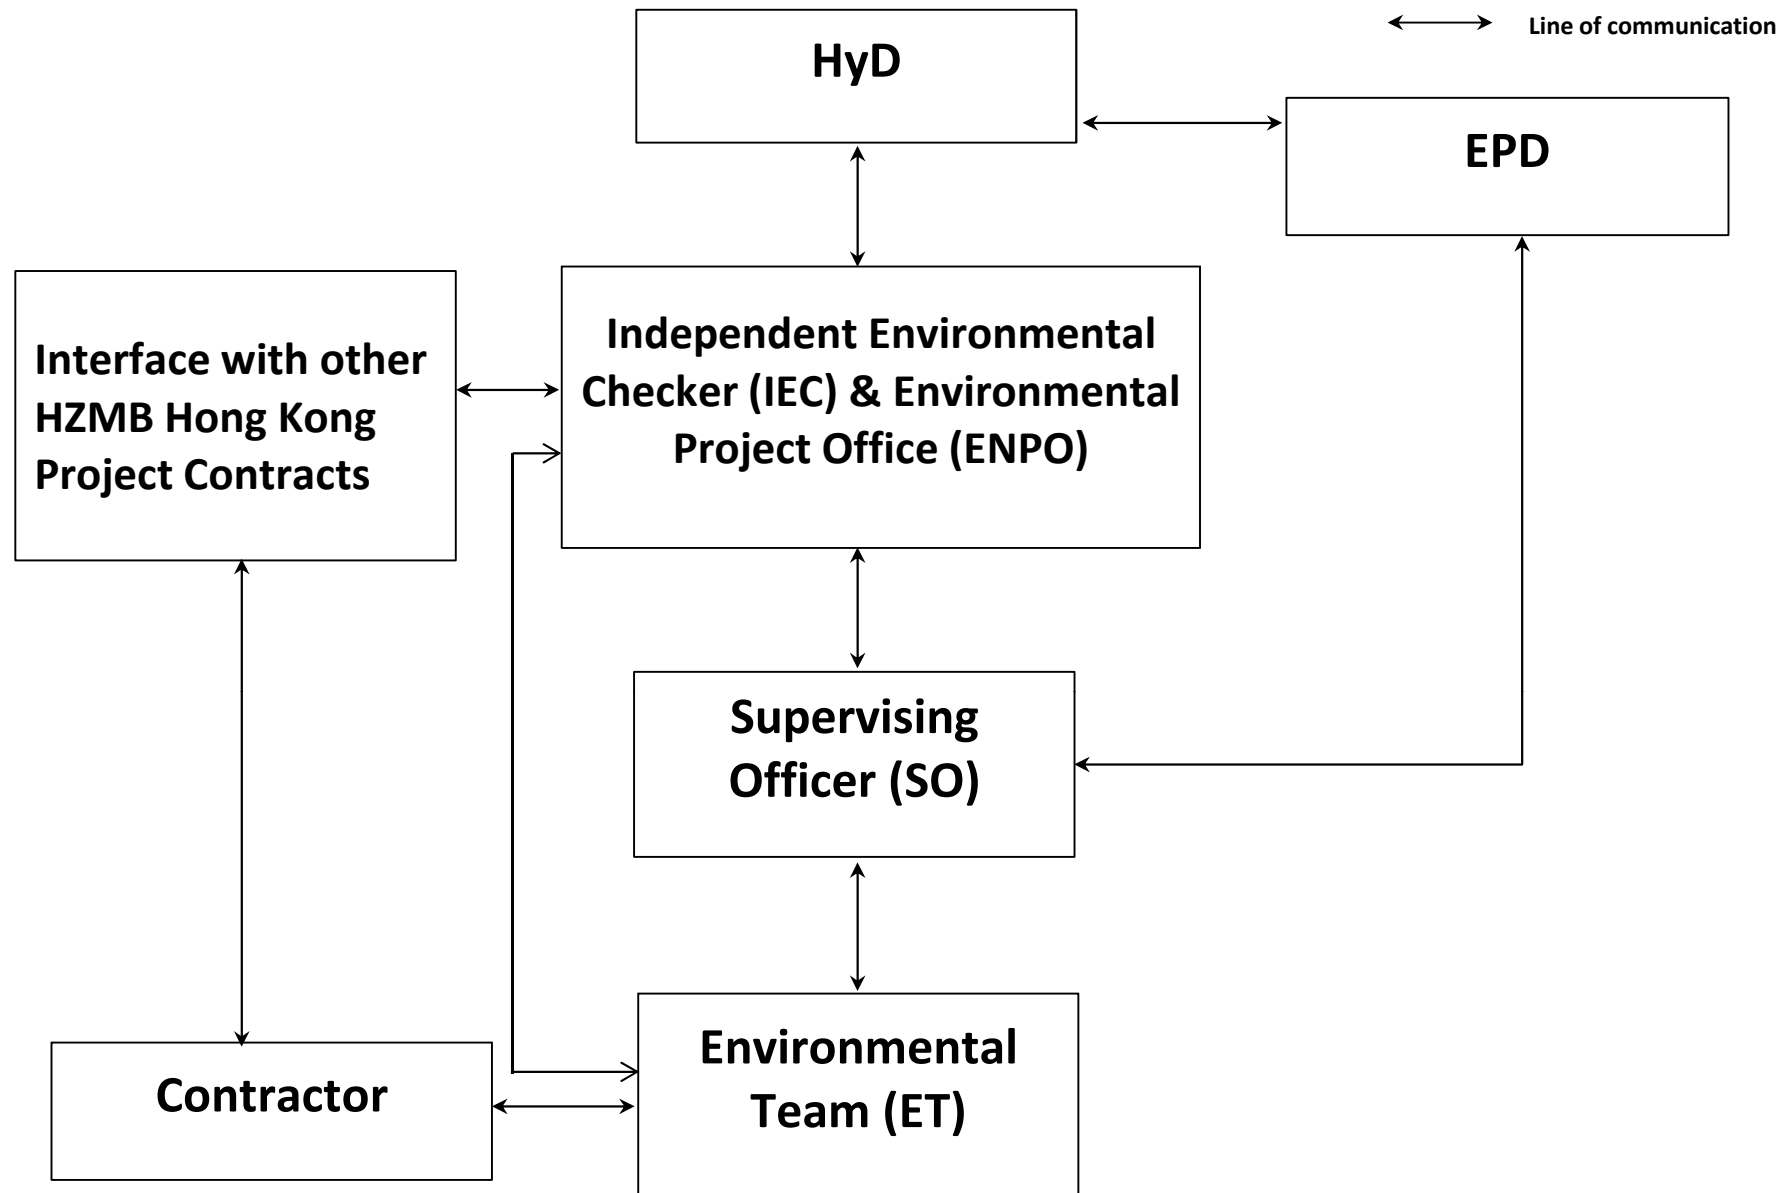 Line of communication
HyD
EPD
Independent Environmental
Checker (IEC) & Environmental
Project Office (ENPO)
Interface with other
HZMB Hong Kong
Project Contracts
Supervising
Officer (SO)
Environmental
Team (ET)
Contractor